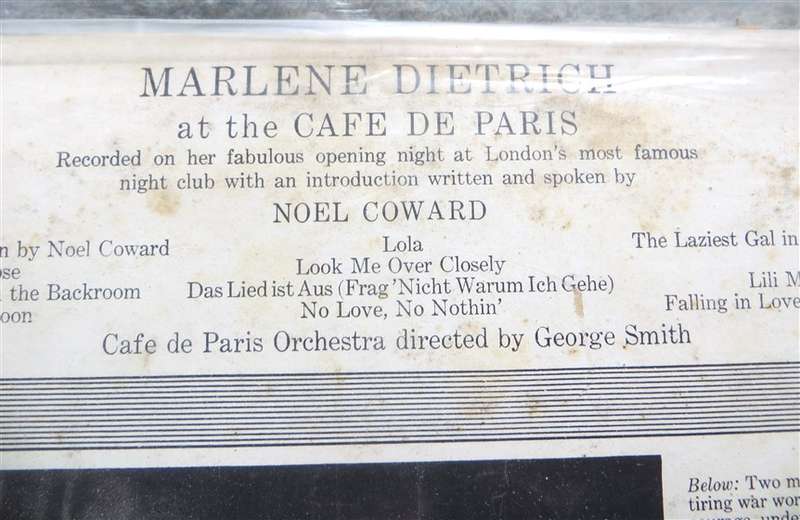 MARLENE DIETRICH
at the CAFE DE PARIS
Recorded on her fabulous opening night at London's most famous
night club with an introduction written and spoken by
NOEL COWARD
n by Noel Coward
ose
the Backroom
oon
Lola
Look Me Over Closely
Das Lied ist Aus (Frag 'Nicht Warum Ich Gehe)
No Love, No Nothin'
The Laziest Gal in
Lili M
Falling in Love
Cafe de Paris Orchestra directed by George Smith
Below: Two m
tiring war wor